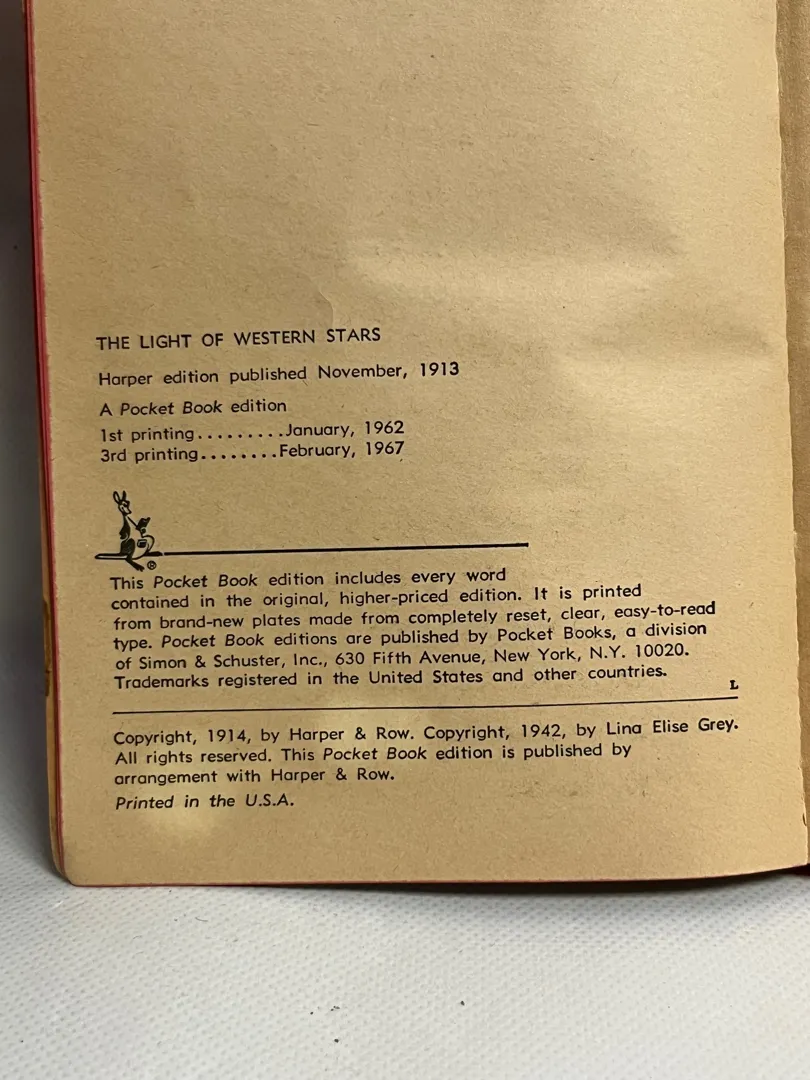 THE LIGHT OF WESTERN STARS
Harper edition published November, 1913
A Pocket Book edition
1st printing.........January, 1962
3rd printing........February, 1967
®
This Pocket Book edition includes every word
contained in the original, higher-priced edition. It is printed
from brand-new plates made from completely reset, clear, easy-to-read
type. Pocket Book editions are published by Pocket Books, a division
of Simon & Schuster, Inc., 630 Fifth Avenue, New York, N.Y. 10020.
Trademarks registered in the United States and other countries.
L
Copyright, 1914, by Harper & Row. Copyright, 1942, by Lina Elise Grey.
All rights reserved. This Pocket Book edition is published by
arrangement with Harper & Row.
Printed in the U.S.A.